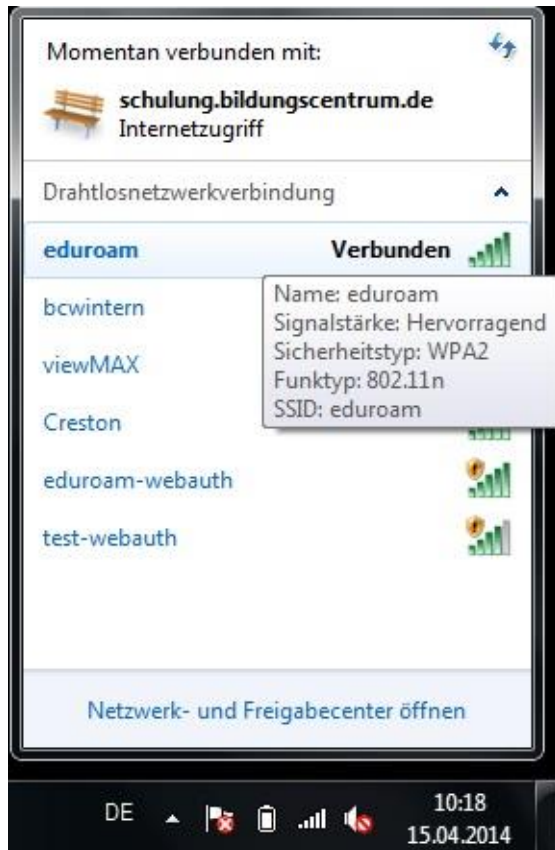 Momentan verbunden mit:
schulung.bildungscentrum.de
Internetzugriff
Drahtlosnetzwerkverbindung
eduroam Verbunden
Name: eduroam
bcwintern
Signalstärke: Hervorragend
Sicherheitstyp: WPA2
viewMAX
Funktyp: 802.11n
SSID: eduroam
Creston
eduroam-webauth
test-webauth
Netzwerk- und Freigabecenter öffnen
DE
10:18
15.04.2014